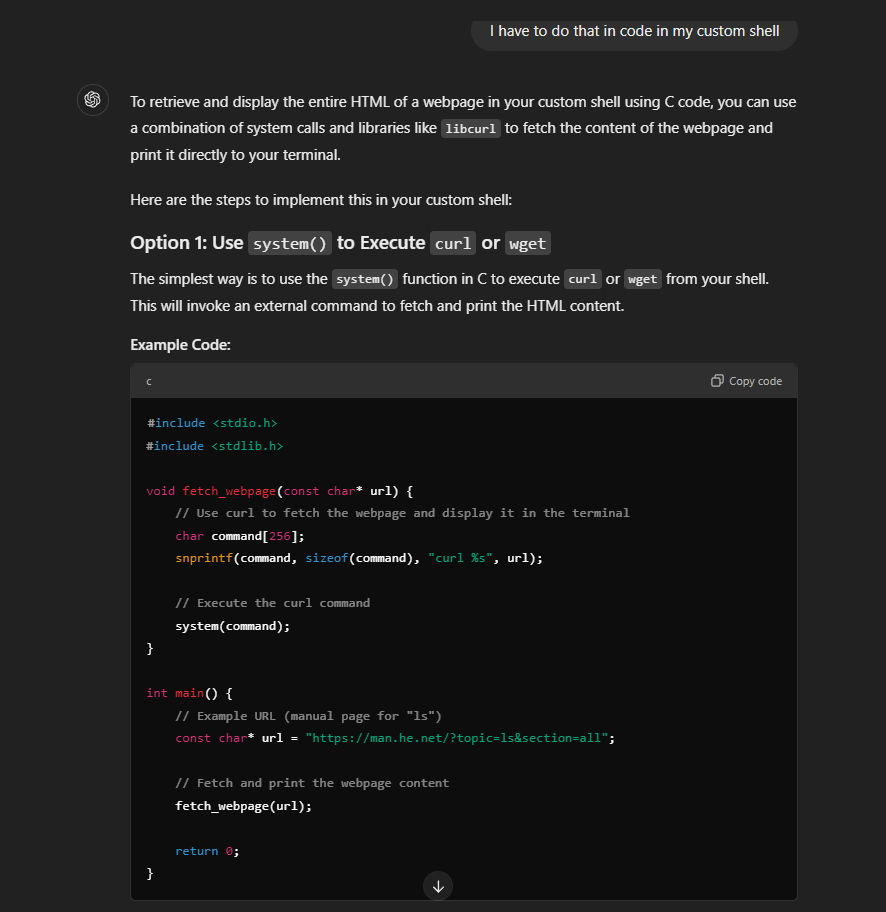 I have to do that in code in my custom shell
To retrieve and display the entire HTML of a webpage in your custom shell using C code, you can use
a combination of system calls and libraries like libcurl to fetch the content of the webpage and
print it directly to your terminal.
Here are the steps to implement this in your custom shell:
Option 1: Use system() to Execute curl or wget
The simplest way is to use the system() function in C to execute curl or wget from your shell.
This will invoke an external command to fetch and print the HTML content.
Example Code:
c Copy code
#include <stdio.h>
#include <stdlib.h>
void fetch_webpage(const char* url) {
    // Use curl to fetch the webpage and display it in the terminal
    char command[256];
    snprintf(command, sizeof(command), "curl %s", url);
    // Execute the curl command
    system(command);
}
int main() {
    // Example URL (manual page for "ls")
    const char* url = "https://man.he.net/?topic=ls&section=all";
    // Fetch and print the webpage content
    fetch_webpage(url);
    return 0;
}